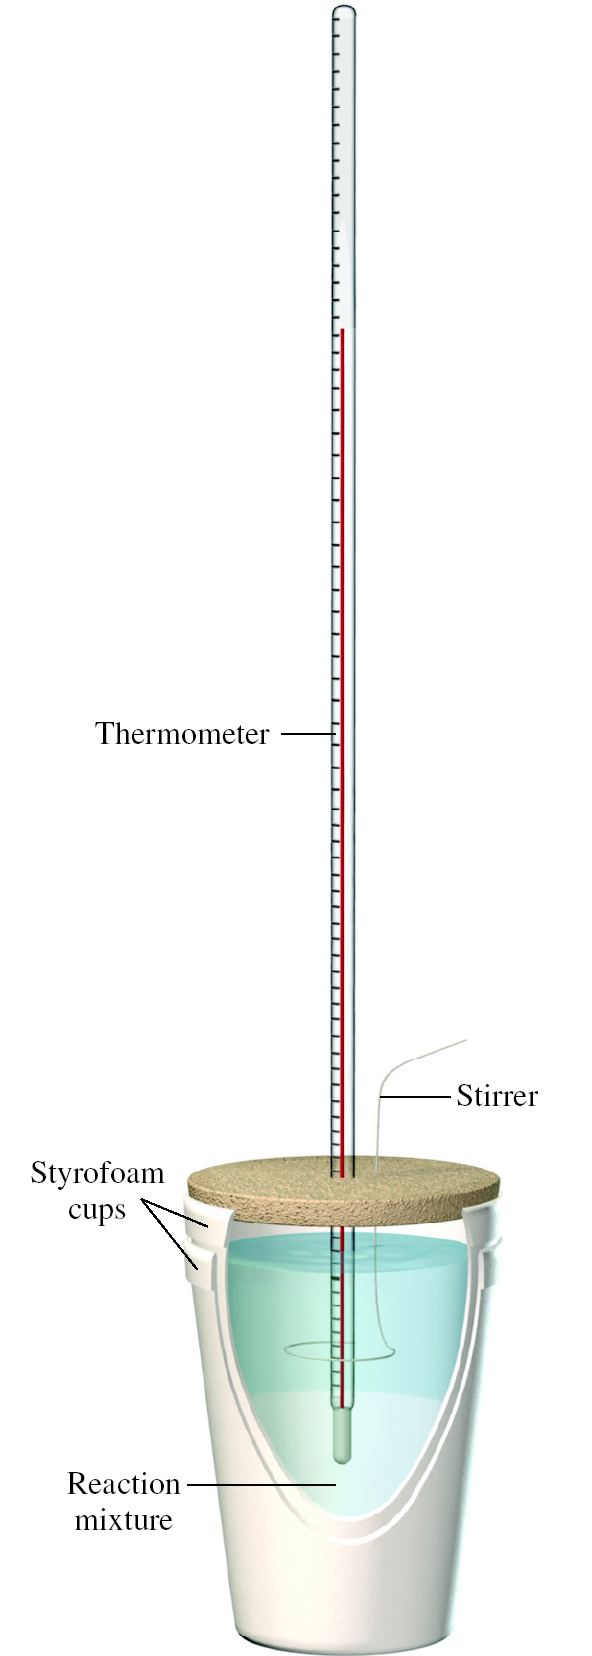 Thermometer
Stirrer
Styrofoam
cups
Reaction
mixture